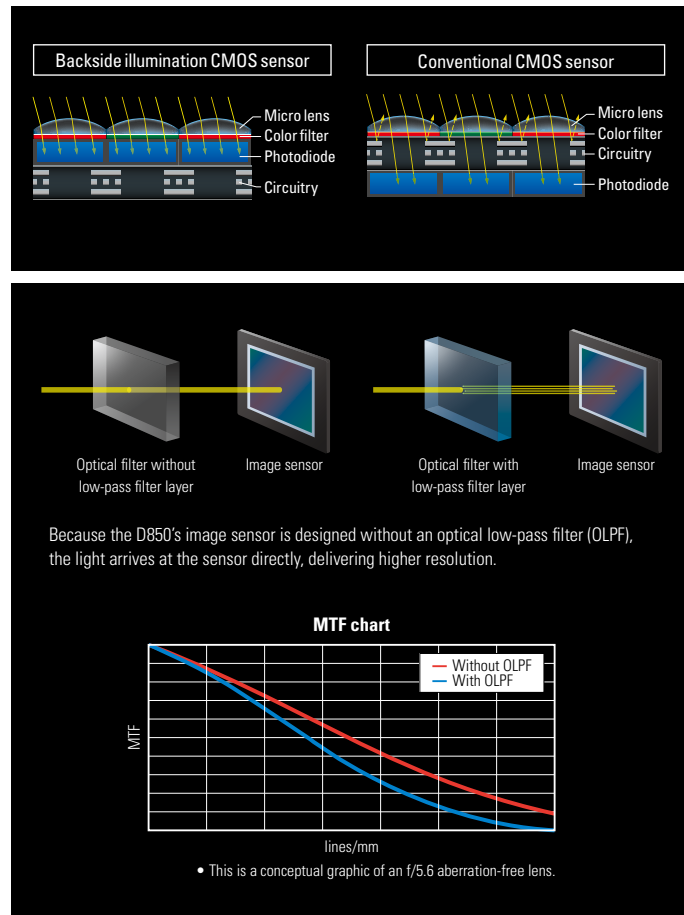 Backside illumination CMOS sensor
Micro lens
Color filter
Photodiode
Circuitry
Conventional CMOS sensor
Micro lens
Color filter
Circuitry
Photodiode
Optical filter without
low-pass filter layer
Image sensor
Optical filter with
low-pass filter layer
Image sensor
Because the D850's image sensor is designed without an optical low-pass filter (OLPF),
the light arrives at the sensor directly, delivering higher resolution.
MTF chart
Without OLPF
With OLPF
MTF
lines/mm
• This is a conceptual graphic of an f/5.6 aberration-free lens.